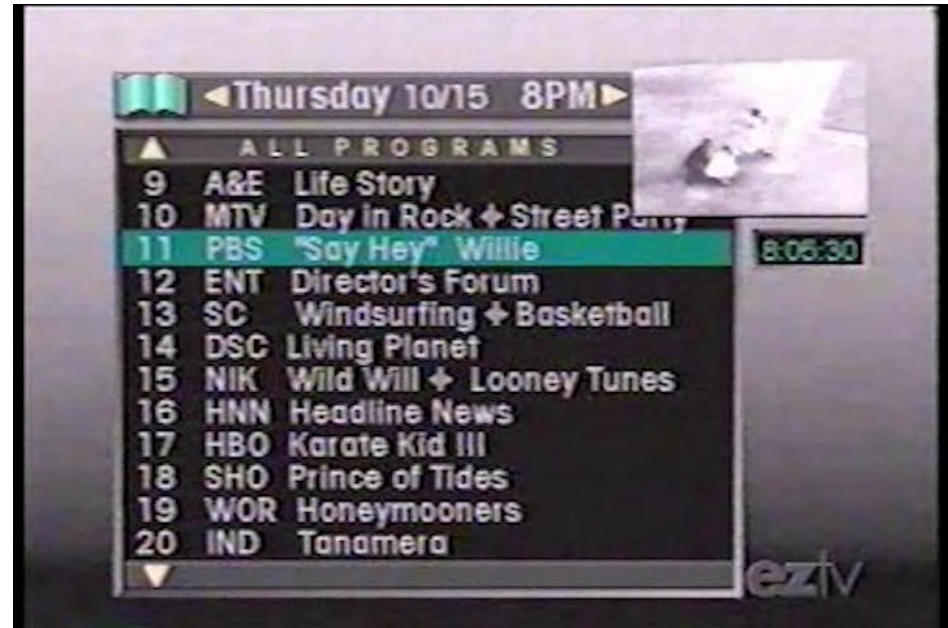 Thursday 10/15 8PM
ALL PROGRAMS
9 A&E Life Story
10 MTV Day in Rock + Street Party
11 PBS "Say Hey" Willie
8:05:30
12 ENT Director's Forum
13 SC Windsurfing + Basketball
14 DSC Living Planet
15 NIK Wild Will + Looney Tunes
16 HNN Headline News
17 HBO Karate Kid III
18 SHO Prince of Tides
19 WOR Honeymooners
20 IND Tanamera
eztv